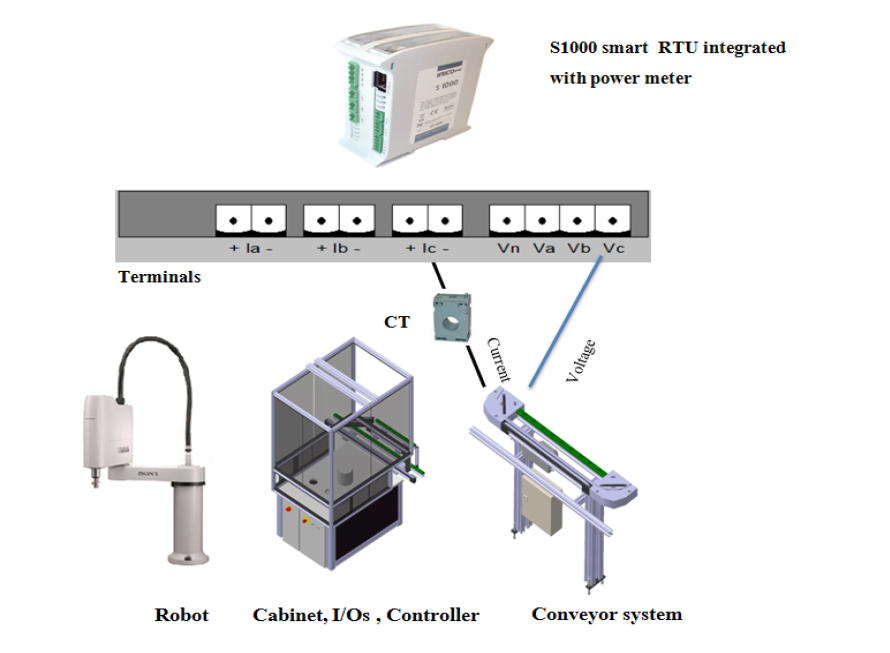 S1000 smart RTU integrated
with power meter
S 1000
+ Ia - + Ib - + Ic - Vn Va Vb Vc
Terminals
CT
Current
Voltage
Robot
Cabinet, I/Os , Controller
Conveyor system